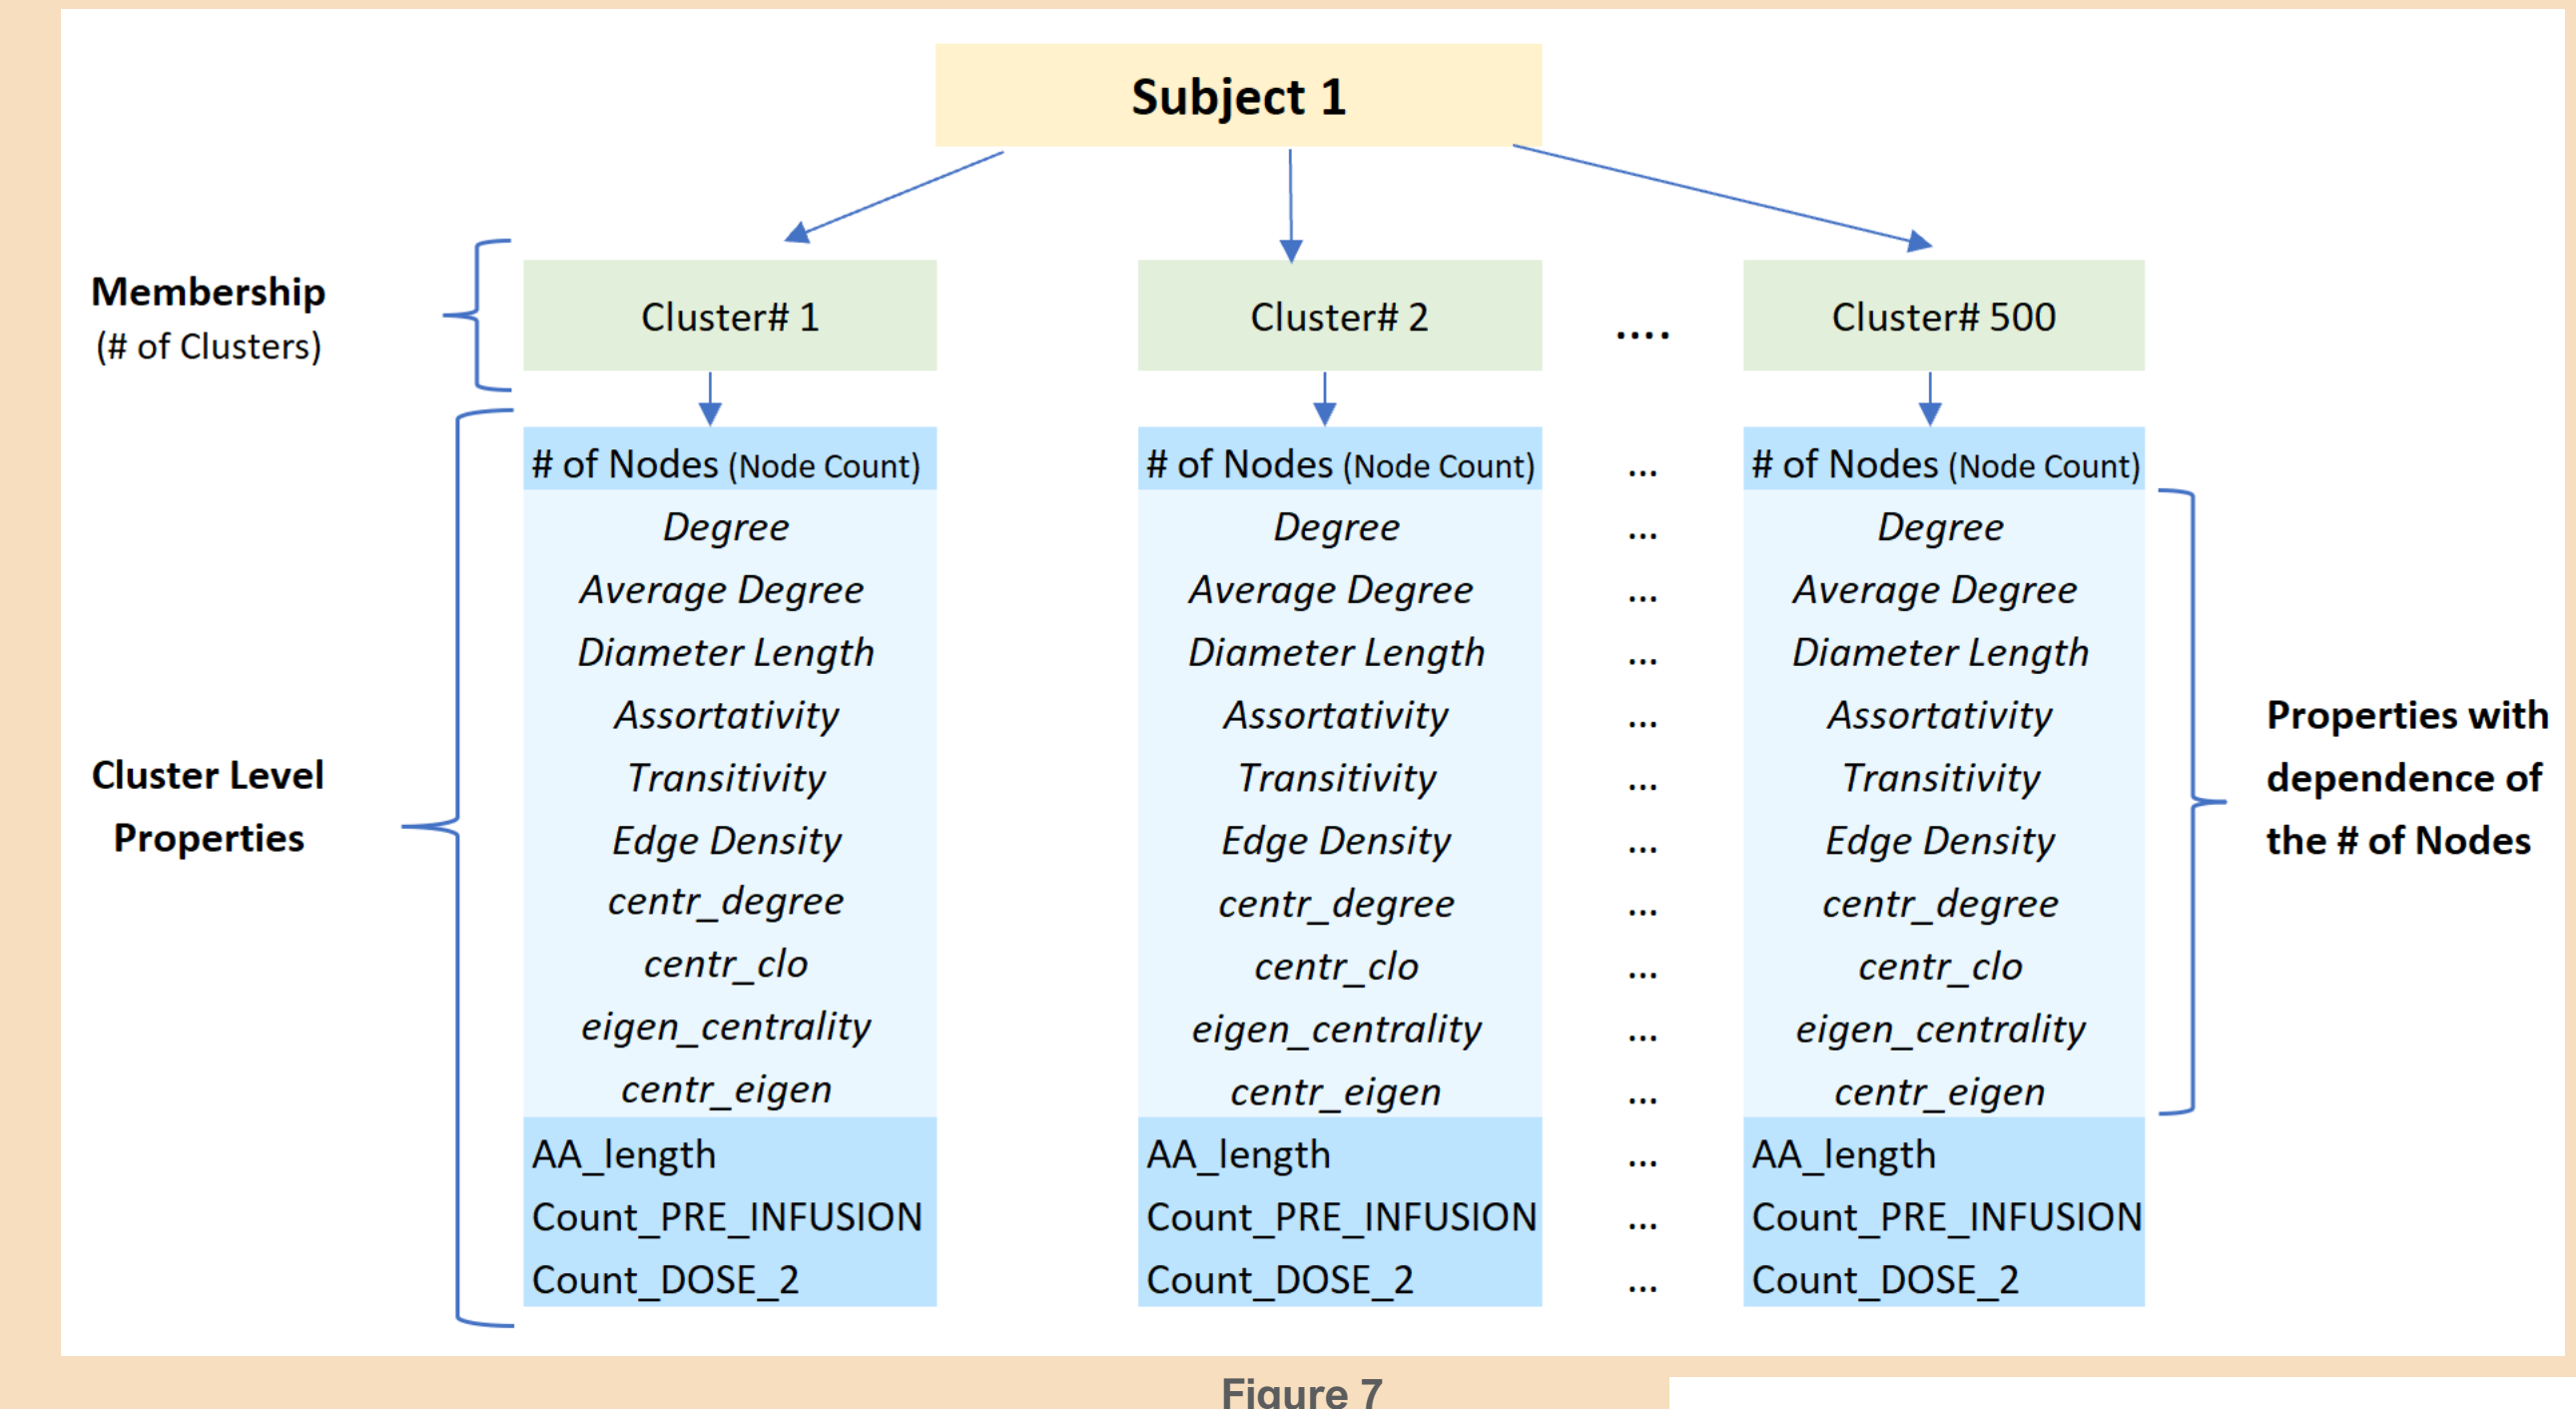 Subject 1
Membership
(# of Clusters)
Cluster# 1
Cluster# 2
....
Cluster# 500
# of Nodes (Node Count)
# of Nodes (Node Count)
...
# of Nodes (Node Count)
Degree
Degree
...
Degree
Average Degree
Average Degree
...
Average Degree
Diameter Length
Diameter Length
...
Diameter Length
Assortativity
Assortativity
...
Assortativity
Transitivity
Transitivity
...
Transitivity
Edge Density
Edge Density
...
Edge Density
centr_degree
centr_degree
...
centr_degree
centr_clo
centr_clo
...
centr_clo
eigen_centrality
eigen_centrality
...
eigen_centrality
centr_eigen
centr_eigen
...
centr_eigen
AA_length
AA_length
...
AA_length
Count_PRE_INFUSION
Count_PRE_INFUSION
...
Count_PRE_INFUSION
Count_DOSE_2
Count_DOSE_2
...
Count_DOSE_2
Cluster Level
Properties
Properties with
dependence of
the # of Nodes
Figure 7